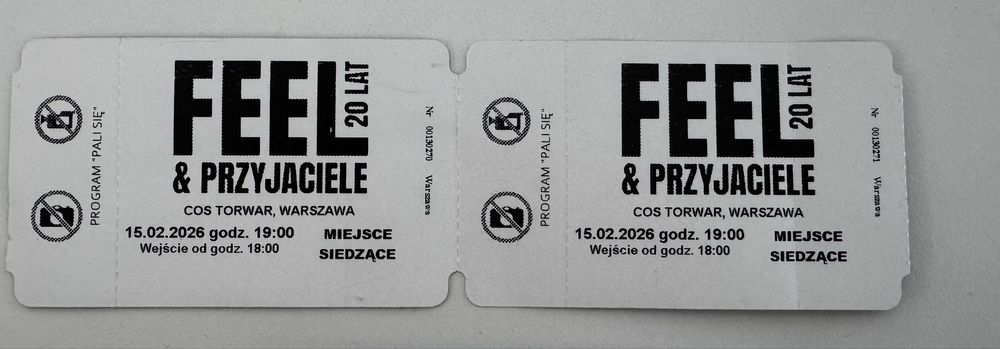 PROGRAM "PALI SIĘ"
FEEL
20 LAT
& PRZYJACIELE
COS TORWAR, WARSZAWA
15.02.2026 godz. 19:00
Wejście od godz. 18:00
MIEJSCE
SIEDZĄCE
Nr 00130270 Warszawa
PROGRAM "PALI SIĘ"
FEEL
20 LAT
& PRZYJACIELE
COS TORWAR, WARSZAWA
15.02.2026 godz. 19:00
Wejście od godz. 18:00
MIEJSCE
SIEDZĄCE
Nr 00130271 Warszawa